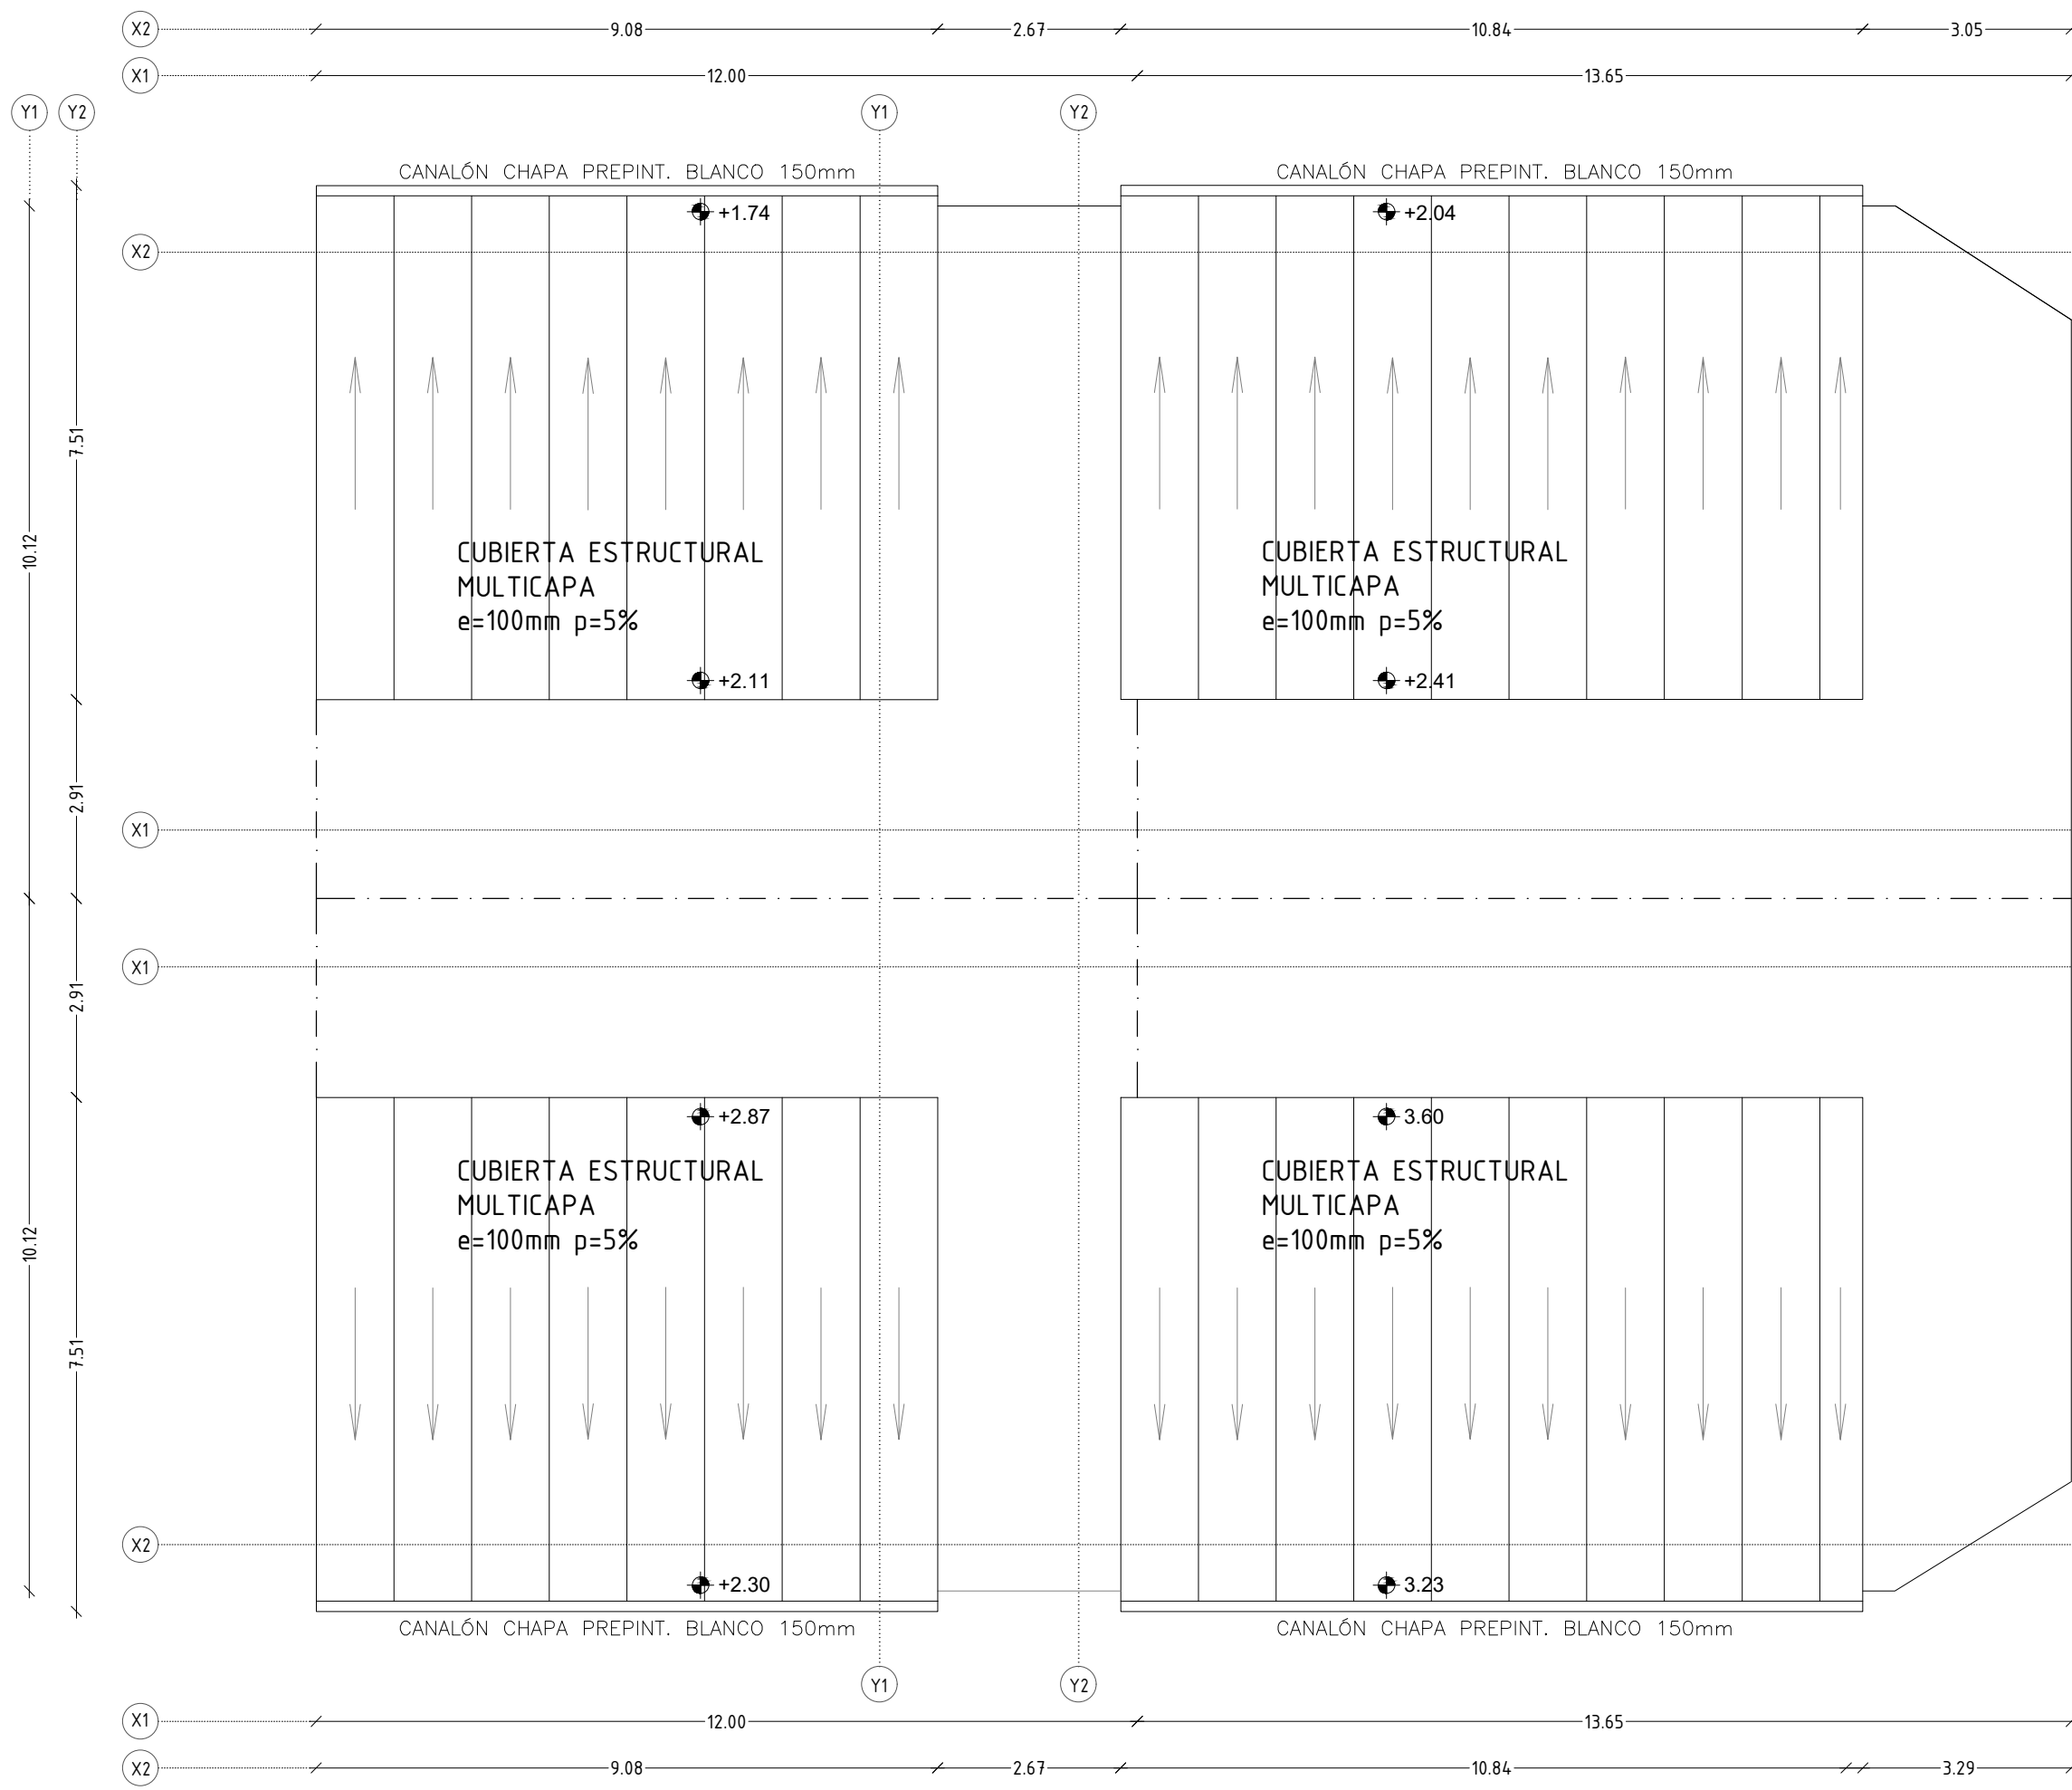 X2 9.08 2.67 10.84 3.05
X1 12.00 13.65
Y1 Y2 Y1 Y2
CANALÓN CHAPA PREPINT. BLANCO 150mm CANALÓN CHAPA PREPINT. BLANCO 150mm
+1.74 +2.04
X2
7.51
10.12
CUBIERTA ESTRUCTURAL
MULTICAPA
e=100mm p=5%
CUBIERTA ESTRUCTURAL
MULTICAPA
e=100mm p=5%
+2.11 +2.41
2.91
X1
X1
2.91
+2.87 3.60
CUBIERTA ESTRUCTURAL
MULTICAPA
e=100mm p=5%
CUBIERTA ESTRUCTURAL
MULTICAPA
e=100mm p=5%
10.12
7.51
X2
+2.30 3.23
CANALÓN CHAPA PREPINT. BLANCO 150mm CANALÓN CHAPA PREPINT. BLANCO 150mm
Y1 Y2
X1 12.00 13.65
X2 9.08 2.67 10.84 3.29